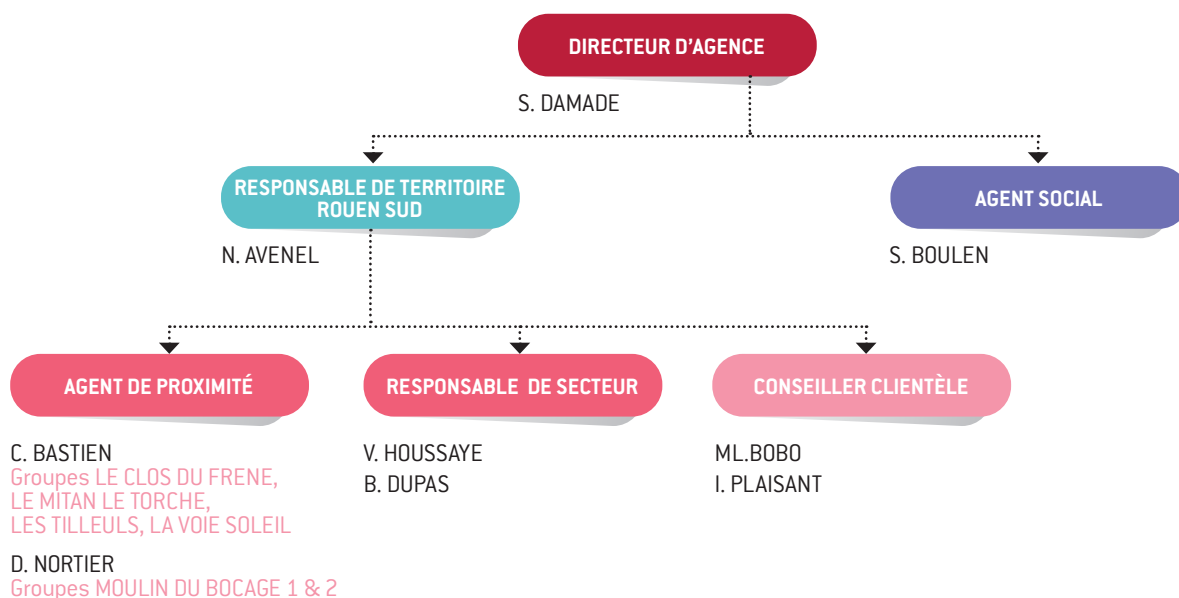 DIRECTEUR D'AGENCE
S. DAMADE
RESPONSABLE DE TERRITOIRE
ROUEN SUD
N. AVENEL
AGENT SOCIAL
S. BOULEN
AGENT DE PROXIMITÉ
C. BASTIEN
Groupes LE CLOS DU FRENE,
LE MITAN LE TORCHE,
LES TILLEULS, LA VOIE SOLEIL
D. NORTIER
Groupes MOULIN DU BOCAGE 1 & 2
RESPONSABLE DE SECTEUR
V. HOUSSAYE
B. DUPAS
CONSEILLER CLIENTÈLE
ML.BOBO
I. PLAISANT